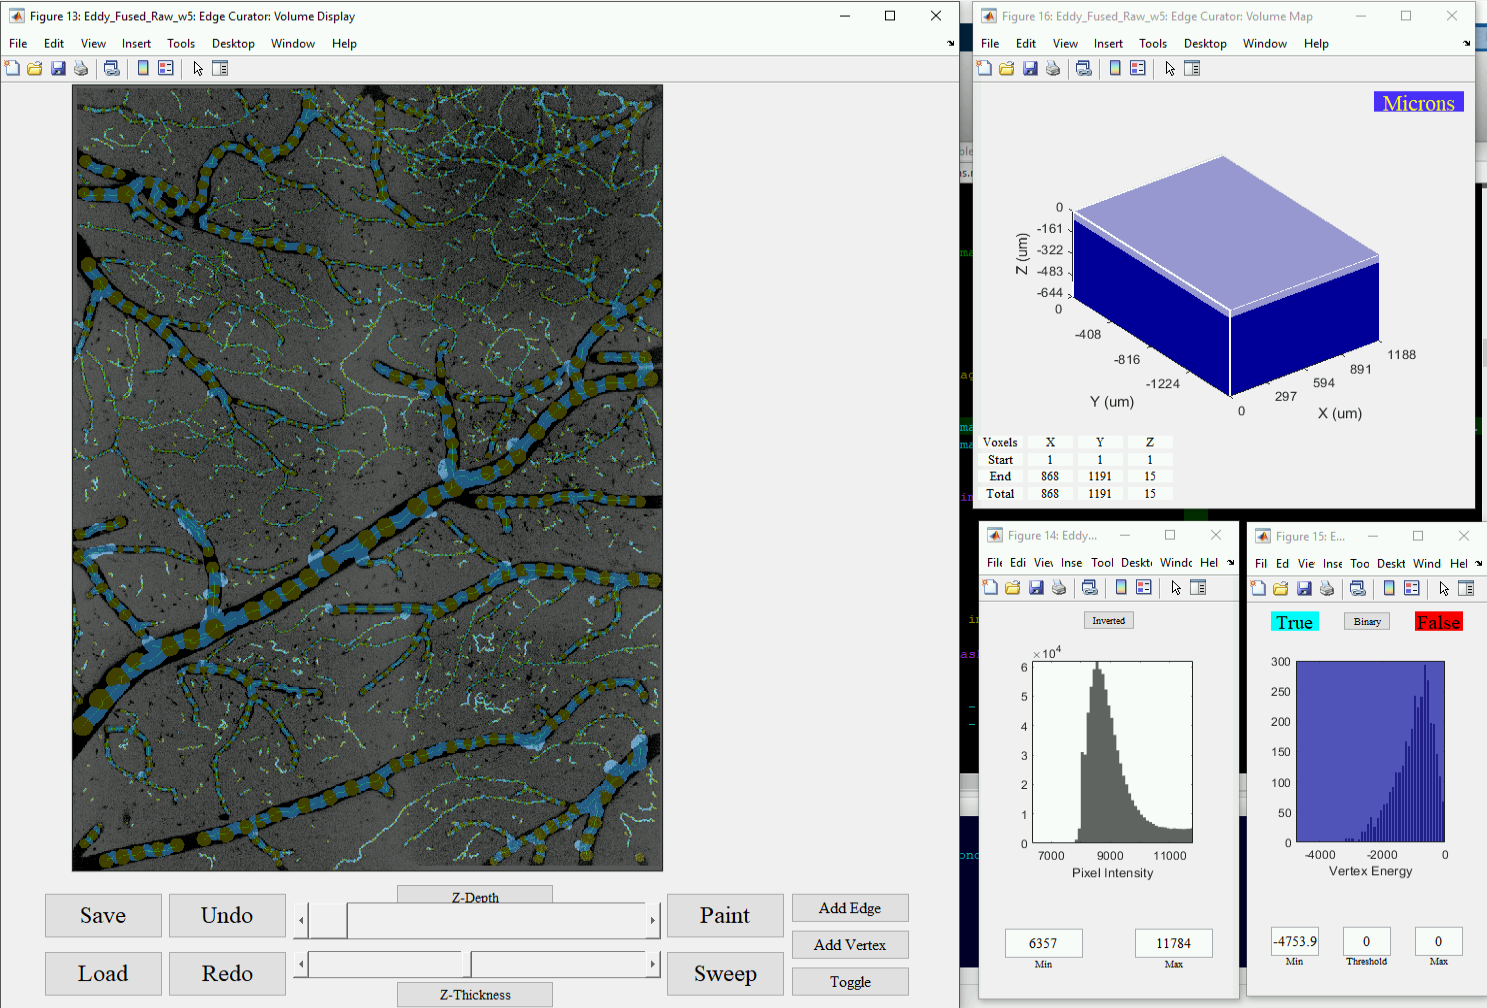 Figure 13: Eddy_Fused_Raw_w5: Edge Curator: Volume Display
File Edit View Insert Tools Desktop Window Help
Z-Depth
Save Undo Paint Add Edge
Add Vertex
Load Redo Sweep Toggle
Z-Thickness
Figure 16: Eddy_Fused_Raw_w5: Edge Curator: Volume Map
File Edit View Insert Tools Desktop Window Help
Microns
0
-161
-322
-483
-644
Z (um)
0
-408
-816
-1224
Y (um)
0
297
594
891
1188
X (um)
Voxels X Y Z
Start 1 1 1
End 868 1191 15
Total 868 1191 15
Figure 14: Eddy...
File Edi Viev Inse Tool Deskt Windc Hel
Inverted
×10^4
6
5
4
3
2
1
0
7000 9000 11000
Pixel Intensity
6357 11784
Min Max
Figure 15: E...
Fil Ed Vie Inse Too Deskt Wind Hel
True Binary False
300
250
200
150
100
50
0
-4000 -2000 0
Vertex Energy
-4753.9 0 0
Min Threshold Max